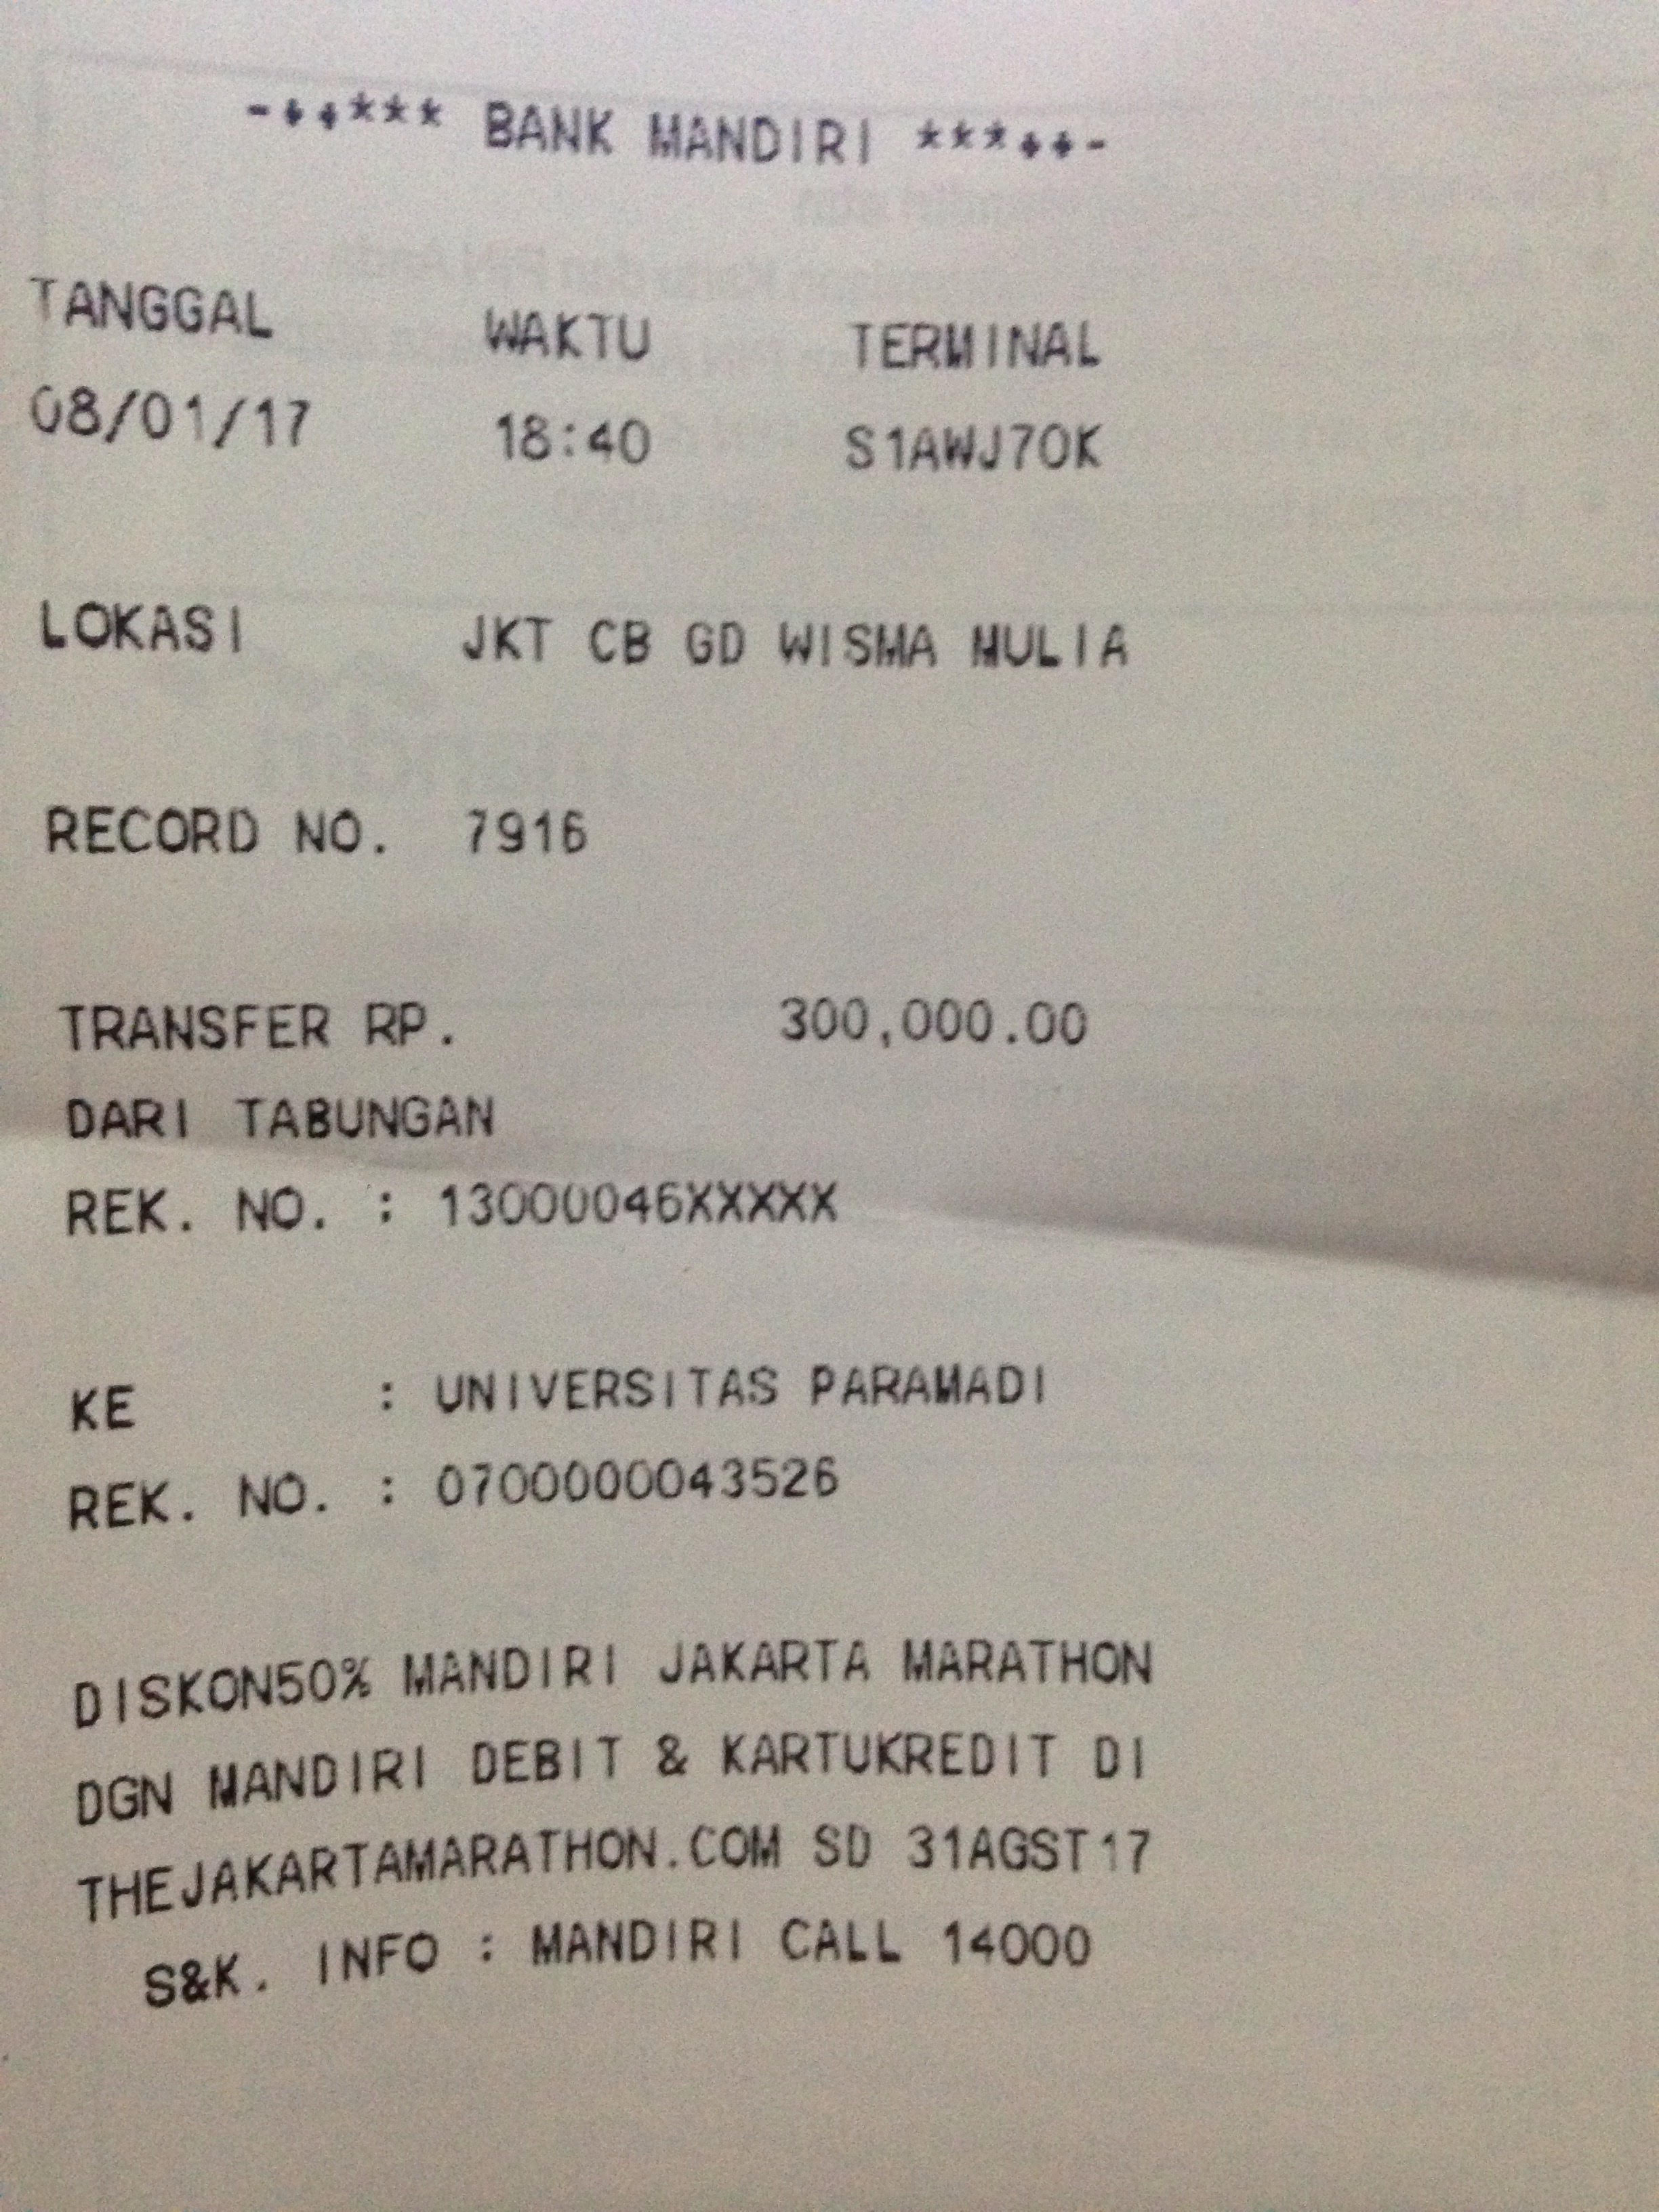 -++*** BANK MANDIRI ***++-
TANGGAL WAKTU TERMINAL
08/01/17 18:40 S1AWJ70K
LOKASI JKT CB GD WISMA MULIA
RECORD NO. 7916
TRANSFER RP. 300,000.00
DARI TABUNGAN
REK. NO. : 13000046XXXXX
KE : UNIVERSITAS PARAMADI
REK. NO. : 0700000043526
DISKON50% MANDIRI JAKARTA MARATHON
DGN MANDIRI DEBIT & KARTUKREDIT DI
THEJAKARTAMARATHON.COM SD 31AGST17
S&K. INFO : MANDIRI CALL 14000